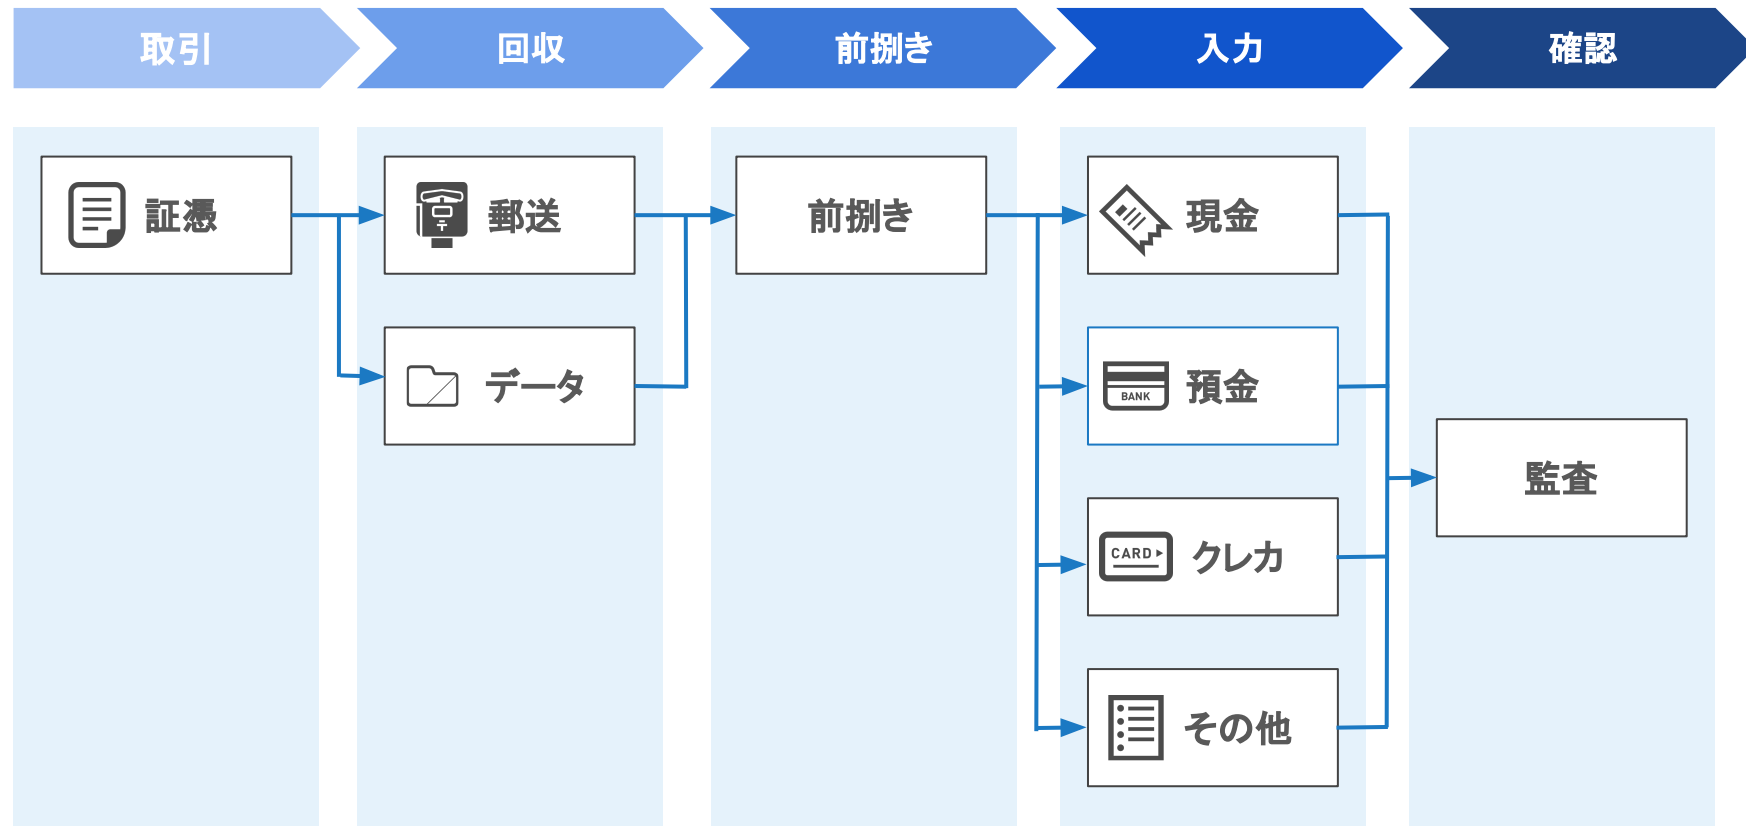 取引
回収
前捌き
入力
確認
証憑
郵送
データ
前捌き
現金
BANK
預金
CARD
クレカ
その他
監査